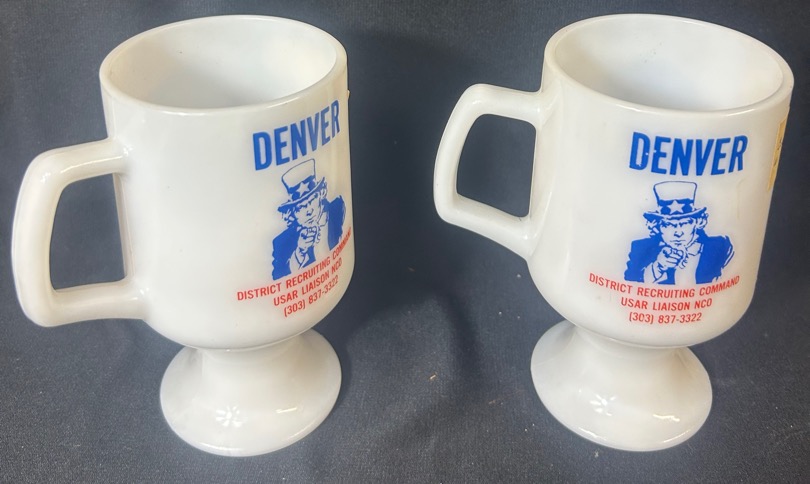 DENVER
DISTRICT RECRUITING COMMAND
USAR LIAISON NCO
(303) 837-3322
DENVER
DISTRICT RECRUITING COMMAND
USAR LIAISON NCO
(303) 837-3322